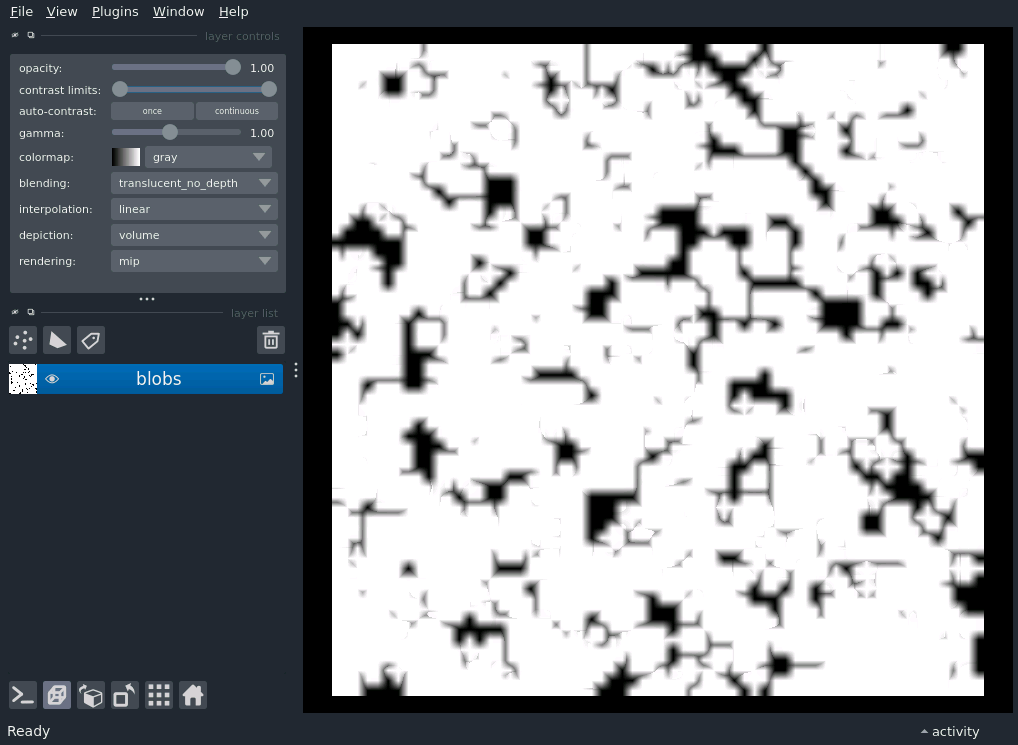 File View Plugins Window Help
layer controls
opacity: 1.00
contrast limits:
auto-contrast: once continuous
gamma: 1.00
colormap: gray
blending: translucent_no_depth
interpolation: linear
depiction: volume
rendering: mip
layer list
blobs
Ready activity